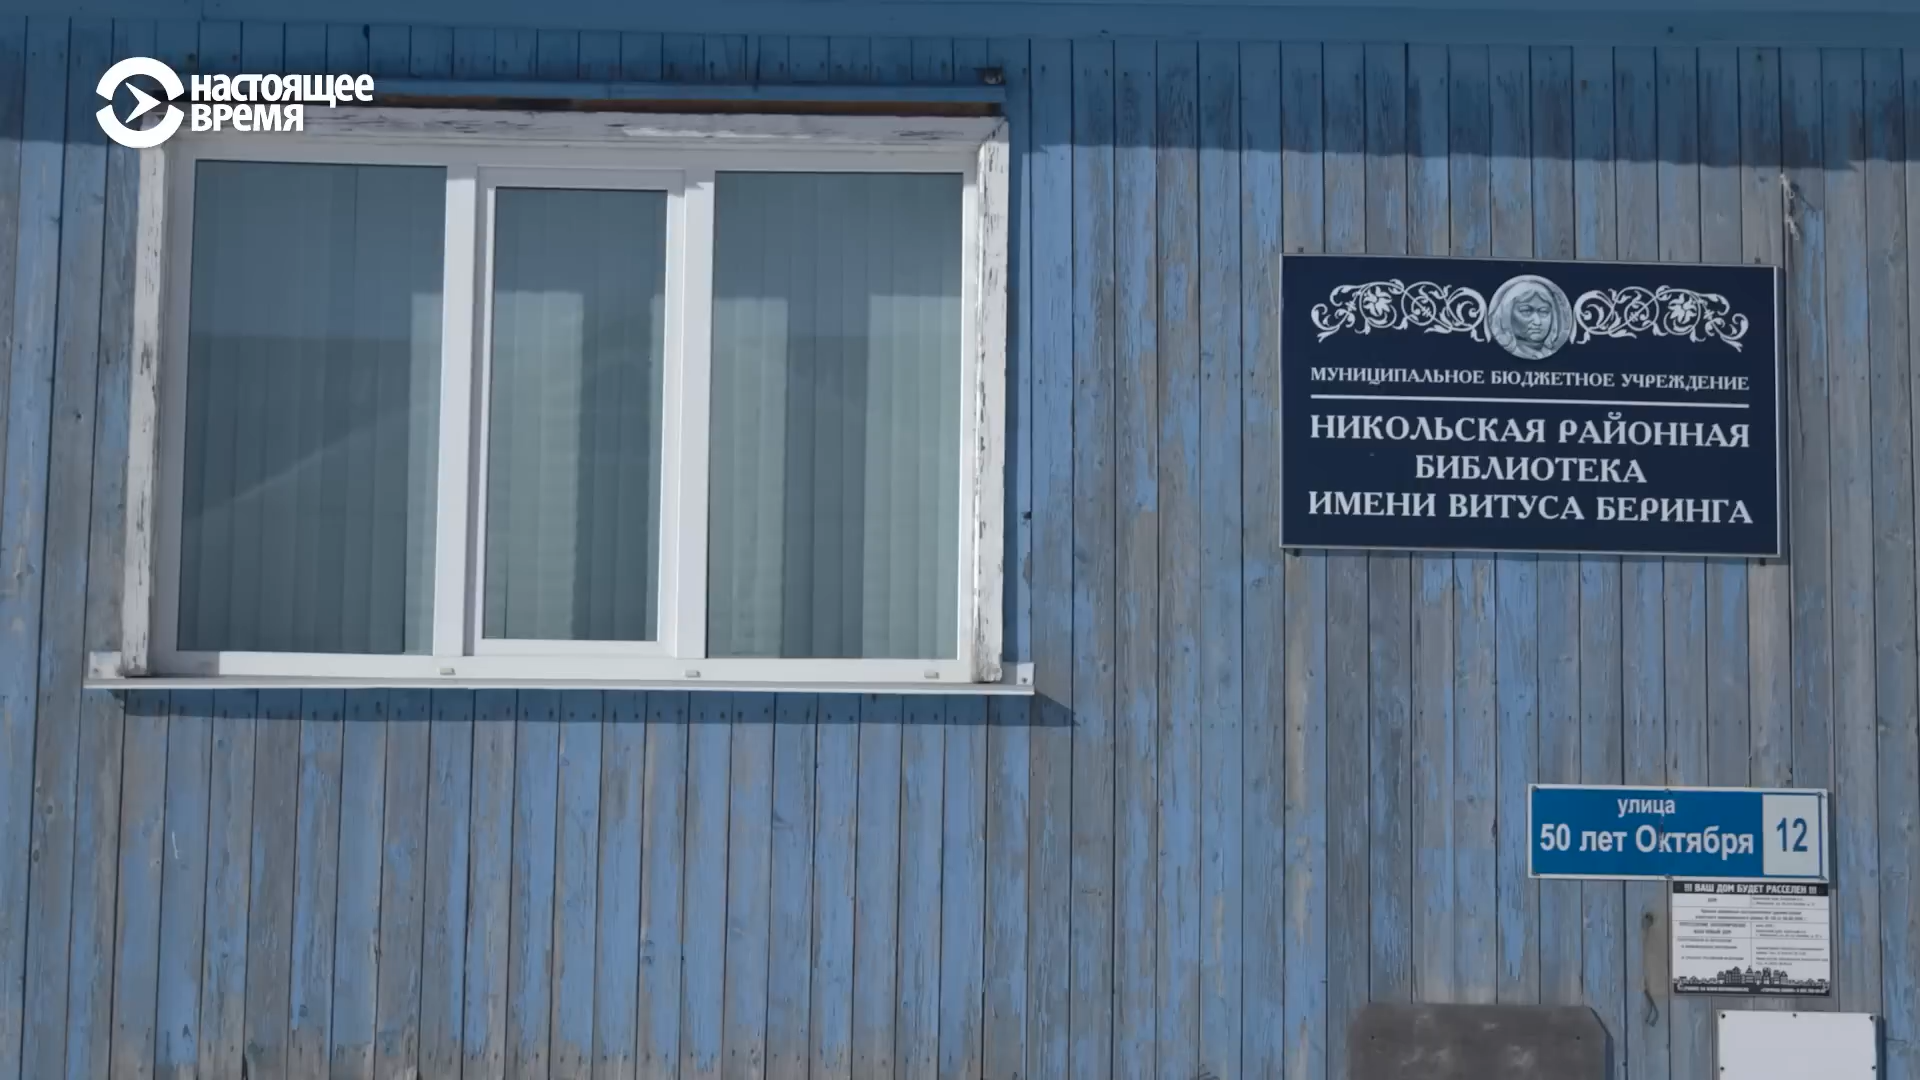 НАСТОЯЩЕЕ
ВРЕМЯ
МУНИЦИПАЛЬНОЕ БЮДЖЕТНОЕ УЧРЕЖДЕНИЕ
НИКОЛЬСКАЯ РАЙОННАЯ
БИБЛИОТЕКА
ИМЕНИ ВИТУСА БЕРИНГА
улица
50 лет Октября 12
!!! ВАШ ДОМ БУДЕТ РАССЕЛЕН !!!